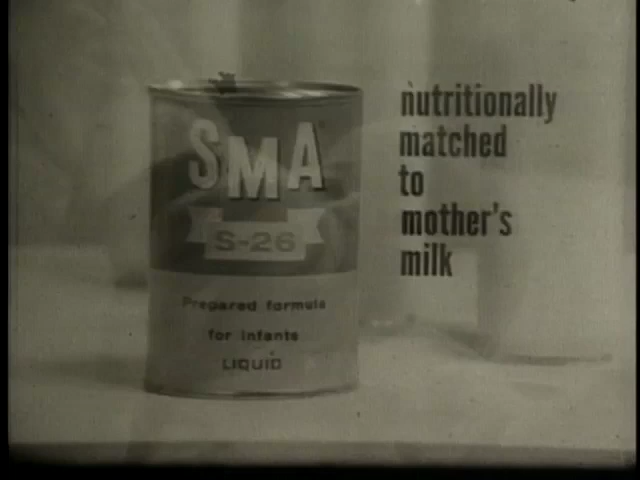 SMA
S-26
Prepared formula
for infants
LIQUID
nutritionally
matched
to
mother's
milk